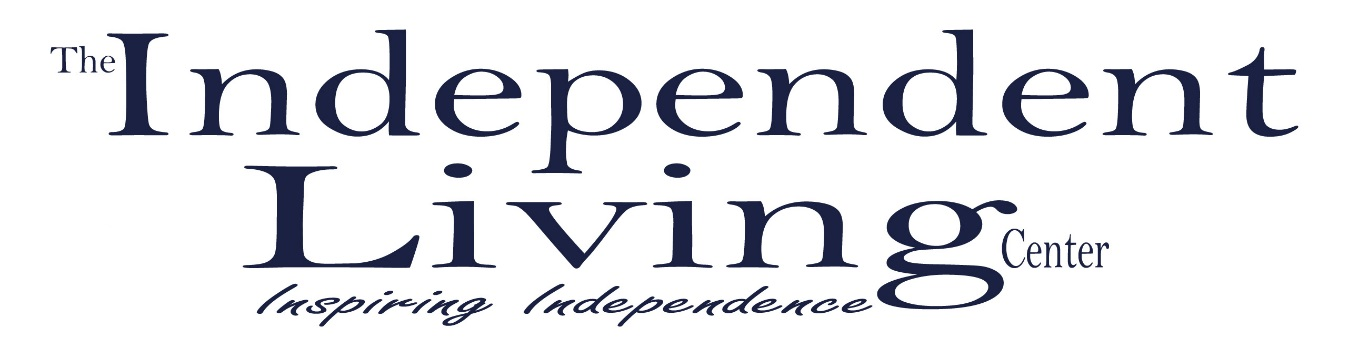 The Independent
Living Center
Inspiring Independence